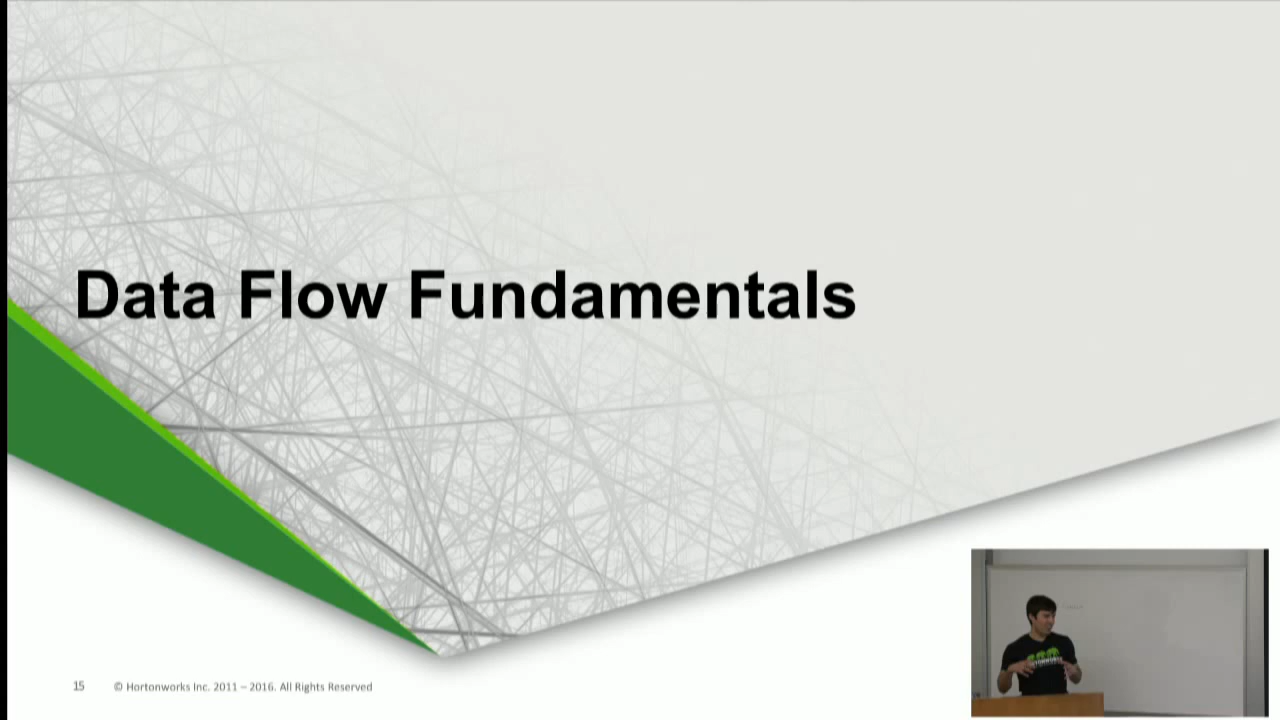 Data Flow Fundamentals
15 © Hortonworks Inc. 2011 – 2016. All Rights Reserved